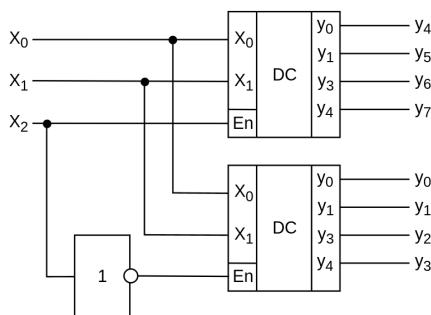 X0 X0 y0 y4
X1 X1 DC y1 y5
y3 y6
X2 En y4 y7
X0 y0 y0
DC y1 y1
X1 y3 y2
1 En y4 y3